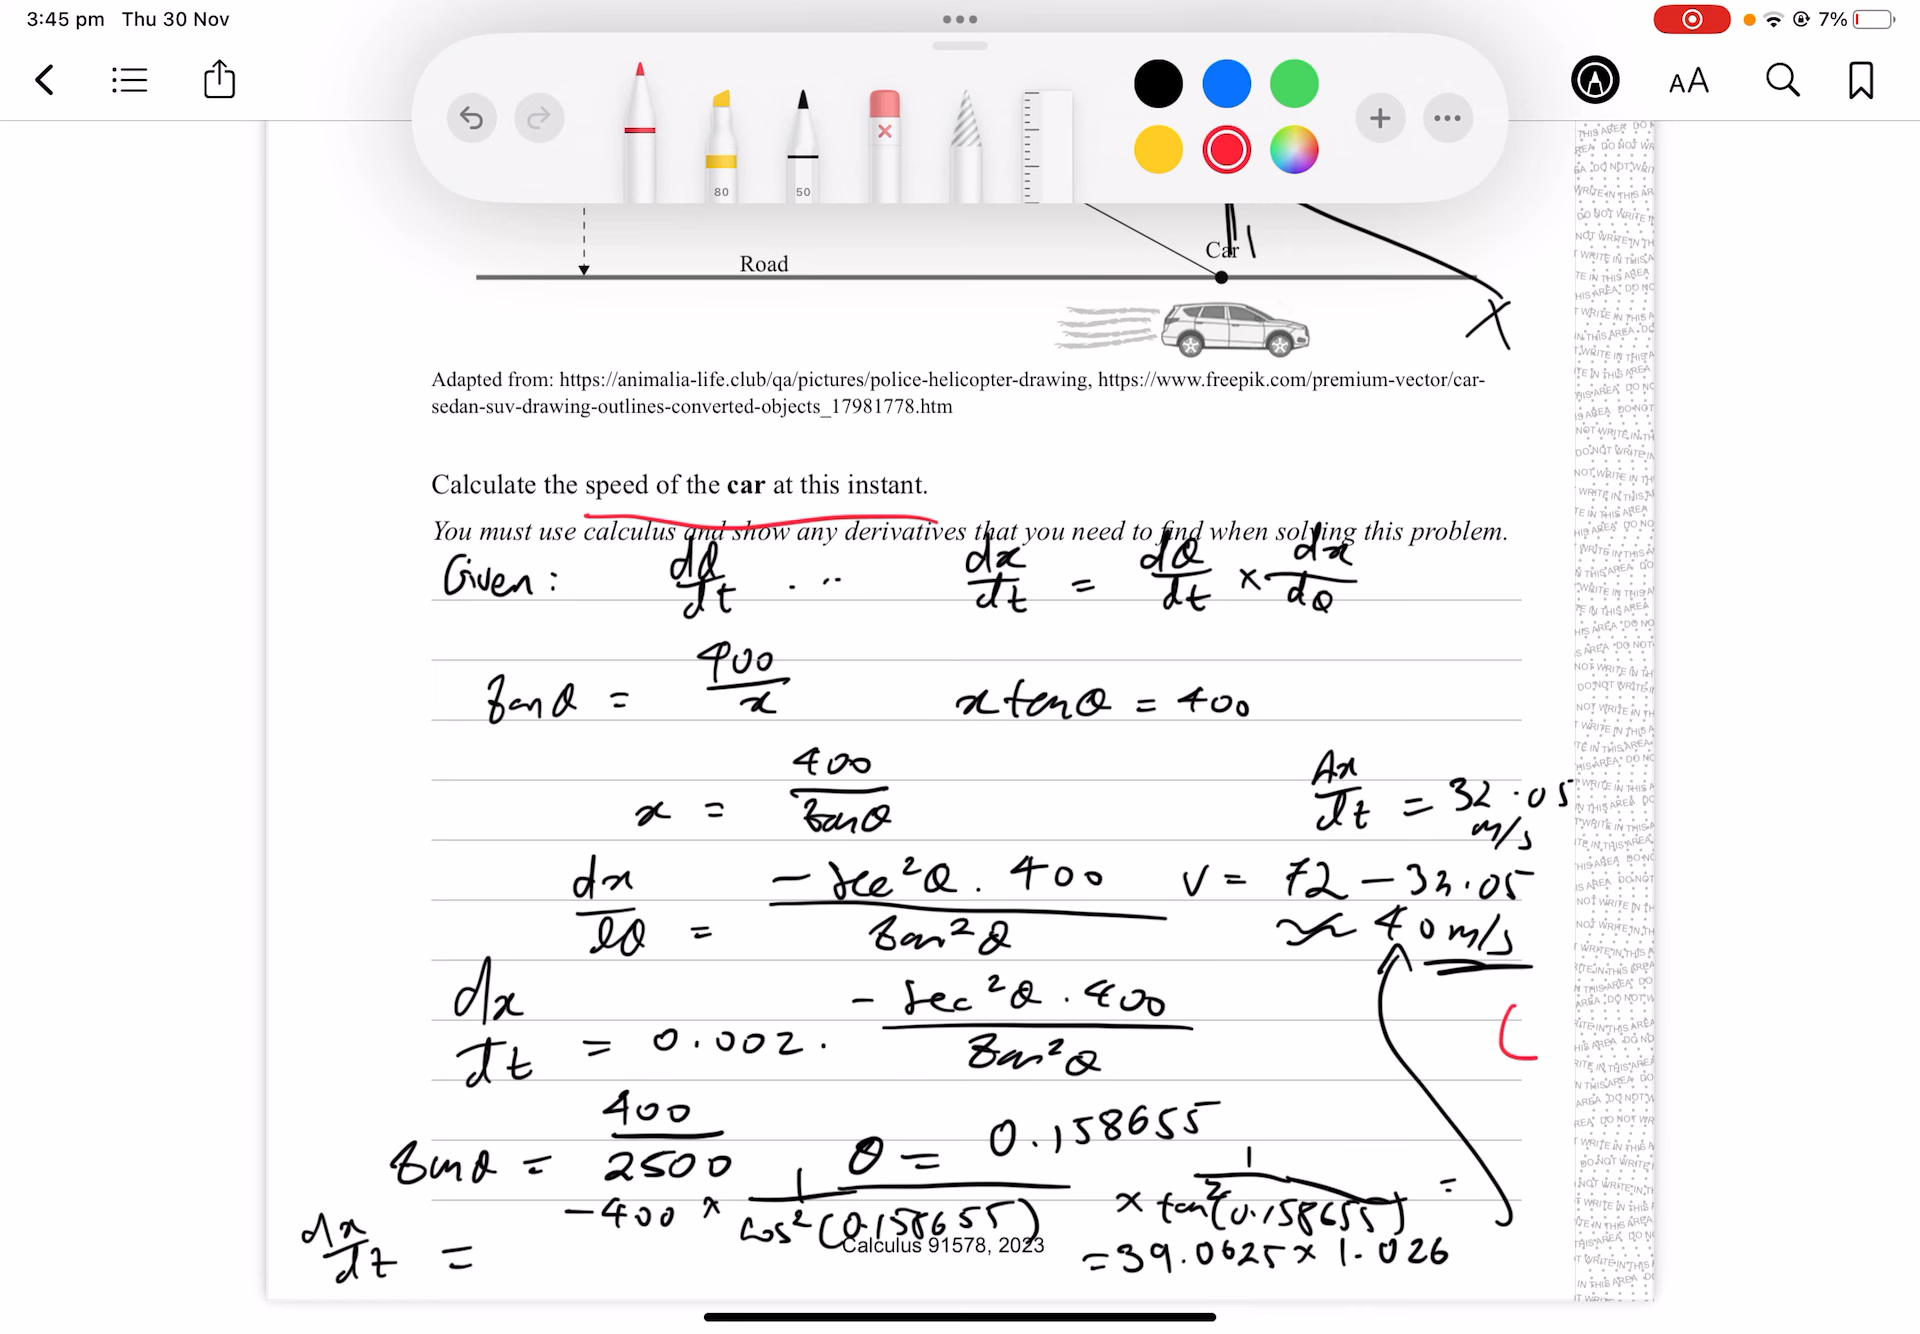 3:45 pm Thu 30 Nov
7%
80
50
Car
Road
X
Adapted from: https://animalia-life.club/qa/pictures/police-helicopter-drawing, https://www.freepik.com/premium-vector/car-
sedan-suv-drawing-outlines-converted-objects_17981778.htm
Calculate the speed of the car at this instant.
You must use calculus and show any derivatives that you need to find when solving this problem.
Given: dθ/dt ... dx/dt = dθ/dt × dx/dθ
tanθ = 400/x x tanθ = 400
x = 400/tanθ
dx/dt = 32.05 m/s
dx/dθ = -sec²θ . 400/tan²θ
V = 72 - 32.05
≈ 40 m/s
dx/dt = 0.002 . -sec²θ . 400/tan²θ
tanθ = 400/2500 θ = 0.158655
dx/dt = -400 × 1/cos²(0.158655) × 1/tan²(0.158655) =
= 39.0625 × 1.026
Calculus 91578, 2023